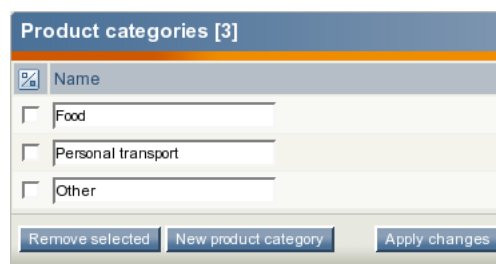 Product categories [3]
Name
Food
Personal transport
Other
Remove selected New product category Apply changes